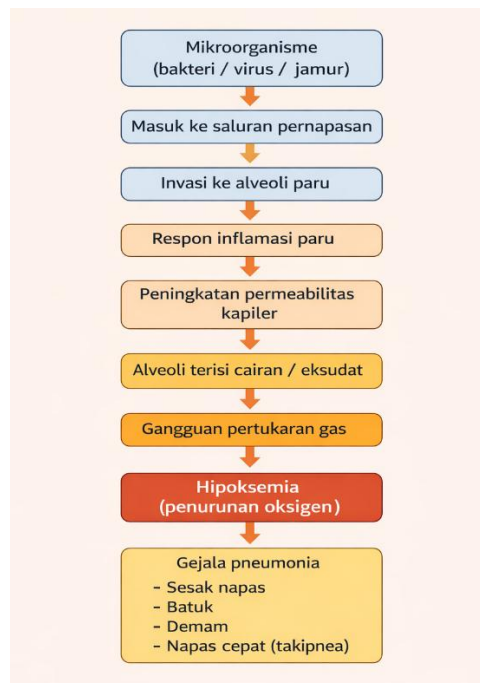 Mikroorganisme
(bakteri / virus / jamur)
Masuk ke saluran pernapasan
Invasi ke alveoli paru
Respon inflamasi paru
Peningkatan permeabilitas
kapiler
Alveoli terisi cairan / eksudat
Gangguan pertukaran gas
Hipoksemia
(penurunan oksigen)
Gejala pneumonia
- Sesak napas
- Batuk
- Demam
- Napas cepat (takipnea)